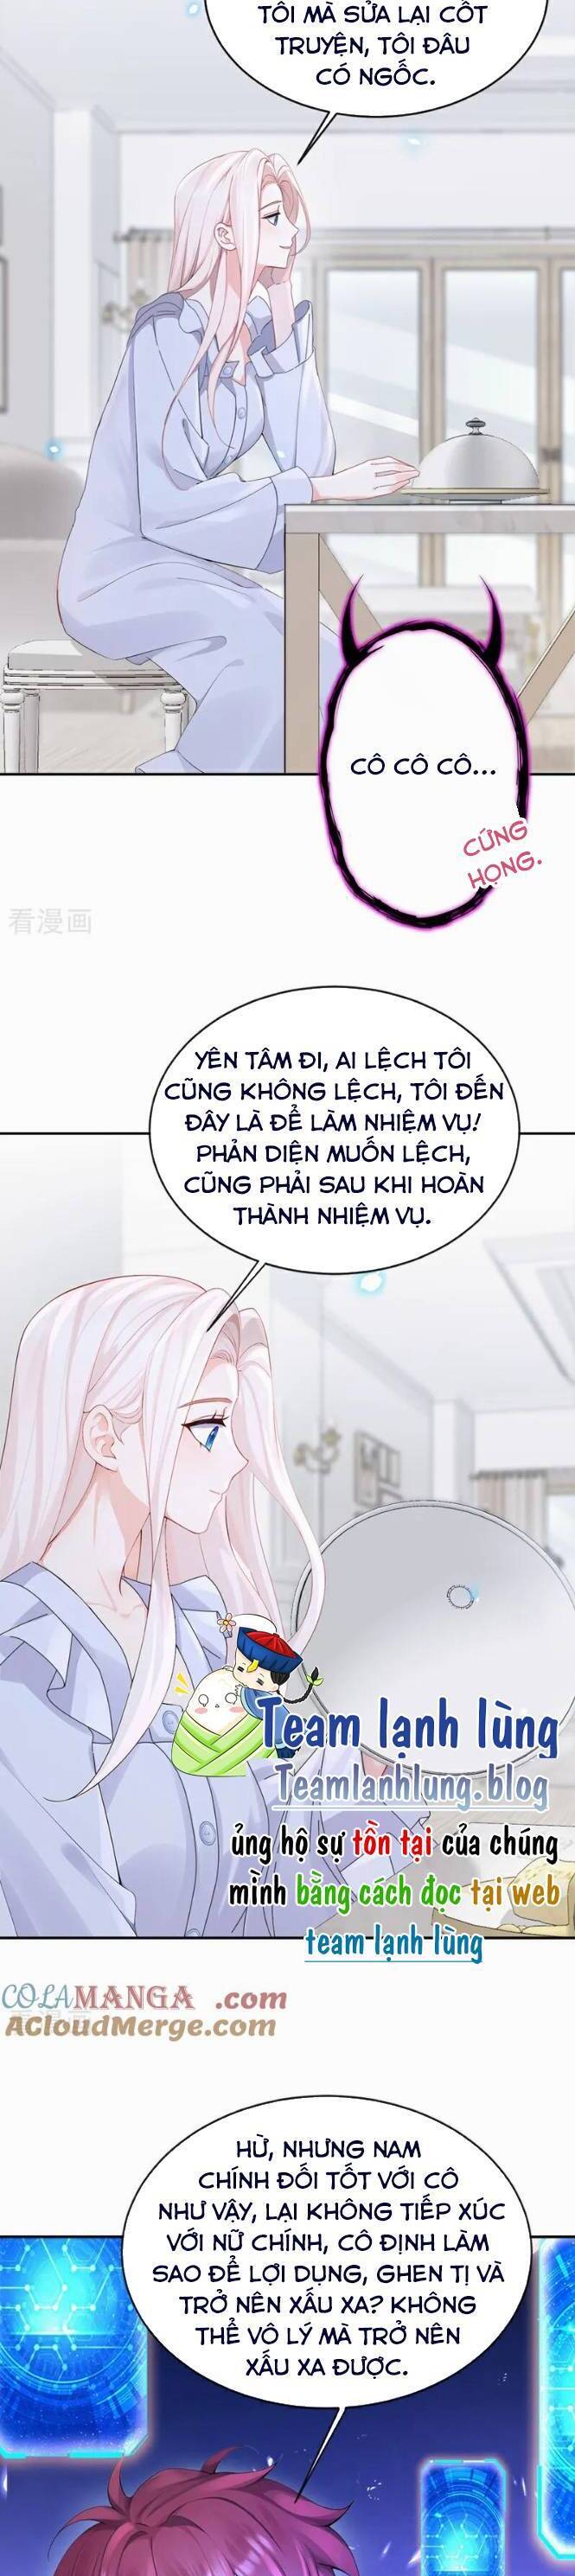 TÔI MÀ SỬA LẠI CỐT
TRUYỆN, TÔI ĐÂU
CÓ NGỐC.
CÔ CÔ CÔ...
CỨNG
HỌNG.
看漫画
YÊN TÂM ĐI, AI LỆCH TÔI
CŨNG KHÔNG LỆCH, TÔI ĐẾN
ĐÂY LÀ ĐỂ LÀM NHIỆM VỤ!
PHẢN DIỆN MUỐN LỆCH,
CŨNG PHẢI SAU KHI HOÀN
THÀNH NHIỆM VỤ.
Team lạnh lùng
Teamlanhlung.blog
ủng hộ sự tồn tại của chúng
mình bằng cách đọc tại web
team lạnh lùng
COLAMANGA .com
看漫画
AcloudMerge.com
HỪ, NHƯNG NAM
CHÍNH ĐỐI TỐT VỚI CÔ
NHƯ VẬY, LẠI KHÔNG TIẾP XÚC
VỚI NỮ CHÍNH, CÔ ĐỊNH LÀM
SAO ĐỂ LỢI DỤNG, GHEN TỊ VÀ
TRỞ NÊN XẤU XA? KHÔNG
THỂ VÔ LÝ MÀ TRỞ NÊN
XẤU XA ĐƯỢC.